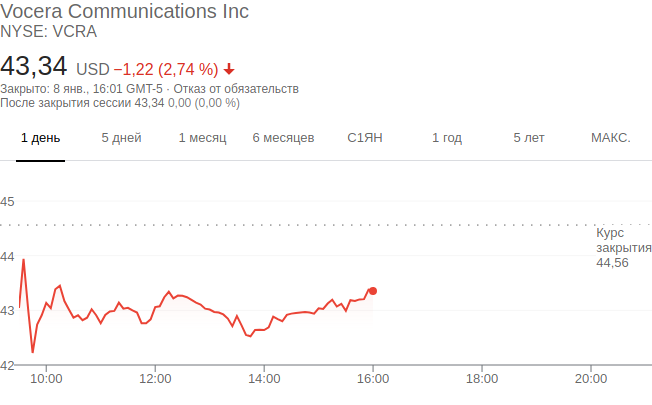 Vocera Communications Inc
NYSE: VCRA
43,34 USD −1,22 (2,74 %)
Закрыто: 8 янв., 16:01 GMT-5 · Отказ от обязательств
После закрытия сессии 43,34 0,00 (0,00 %)
1 день 5 дней 1 месяц 6 месяцев С1ЯН 1 год 5 лет МАКС.
45
Курс
закрытия
44,56
44
43
42
10:00 12:00 14:00 16:00 18:00 20:00